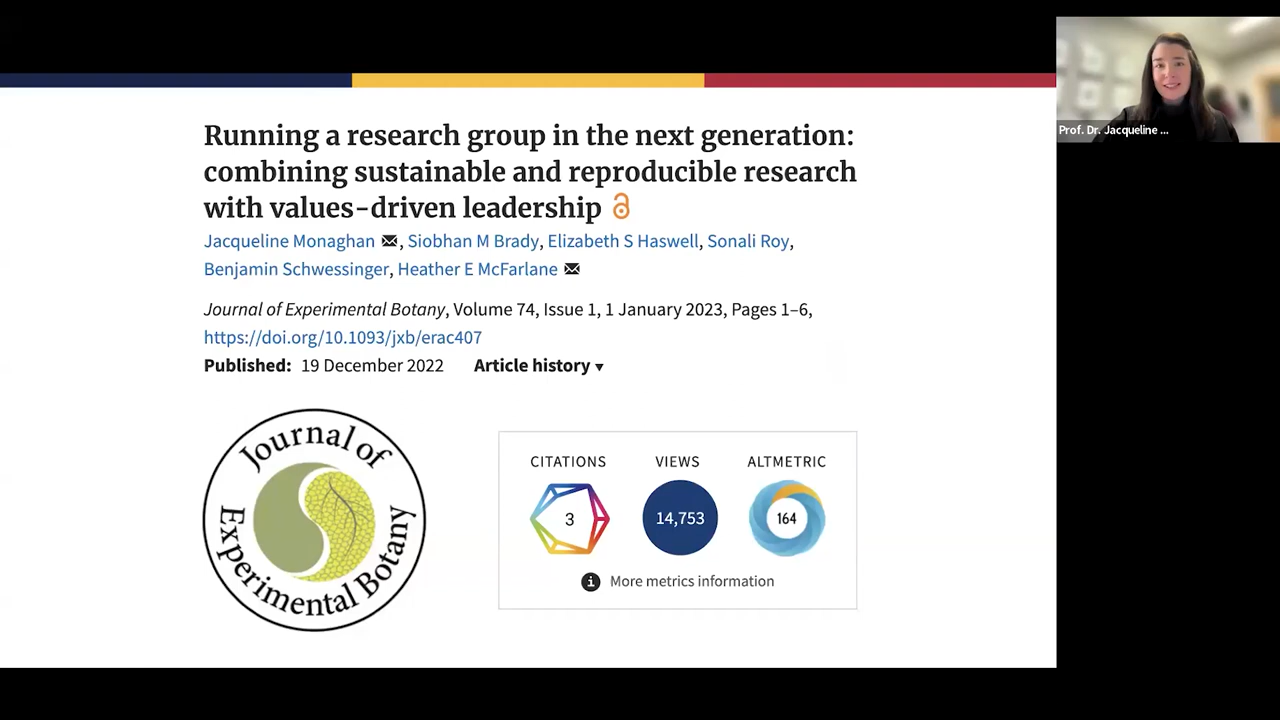 Running a research group in the next generation:
combining sustainable and reproducible research
with values-driven leadership
Jacqueline Monaghan, Siobhan M Brady, Elizabeth S Haswell, Sonali Roy,
Benjamin Schwessinger, Heather E McFarlane
Journal of Experimental Botany, Volume 74, Issue 1, 1 January 2023, Pages 1–6,
https://doi.org/10.1093/jxb/erac407
Published: 19 December 2022 Article history
Journal of
Experimental Botany
CITATIONS VIEWS ALTMETRIC
3 14,753 164
i More metrics information
Prof. Dr. Jacqueline ...